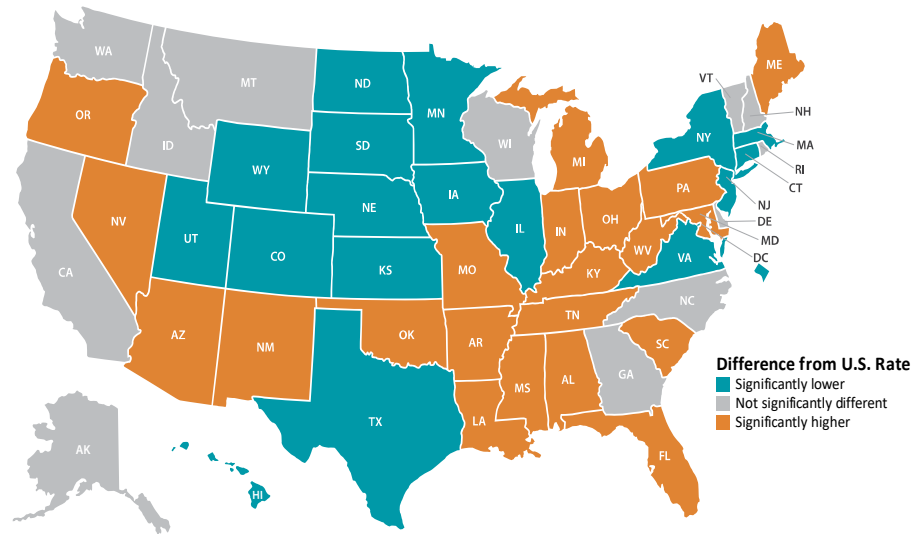 WA
MT
ND
MN
ME
VT
NH
OR
ID
SD
WI
MI
NY
MA
RI
CT
WY
IA
PA
NJ
NE
IL
IN
OH
DE
NV
UT
CO
KS
MO
KY
WV
VA
MD
DC
CA
AZ
NM
OK
AR
TN
NC
SC
MS
AL
GA
TX
LA
FL
AK
HI
Difference from U.S. Rate
Significantly lower
Not significantly different
Significantly higher